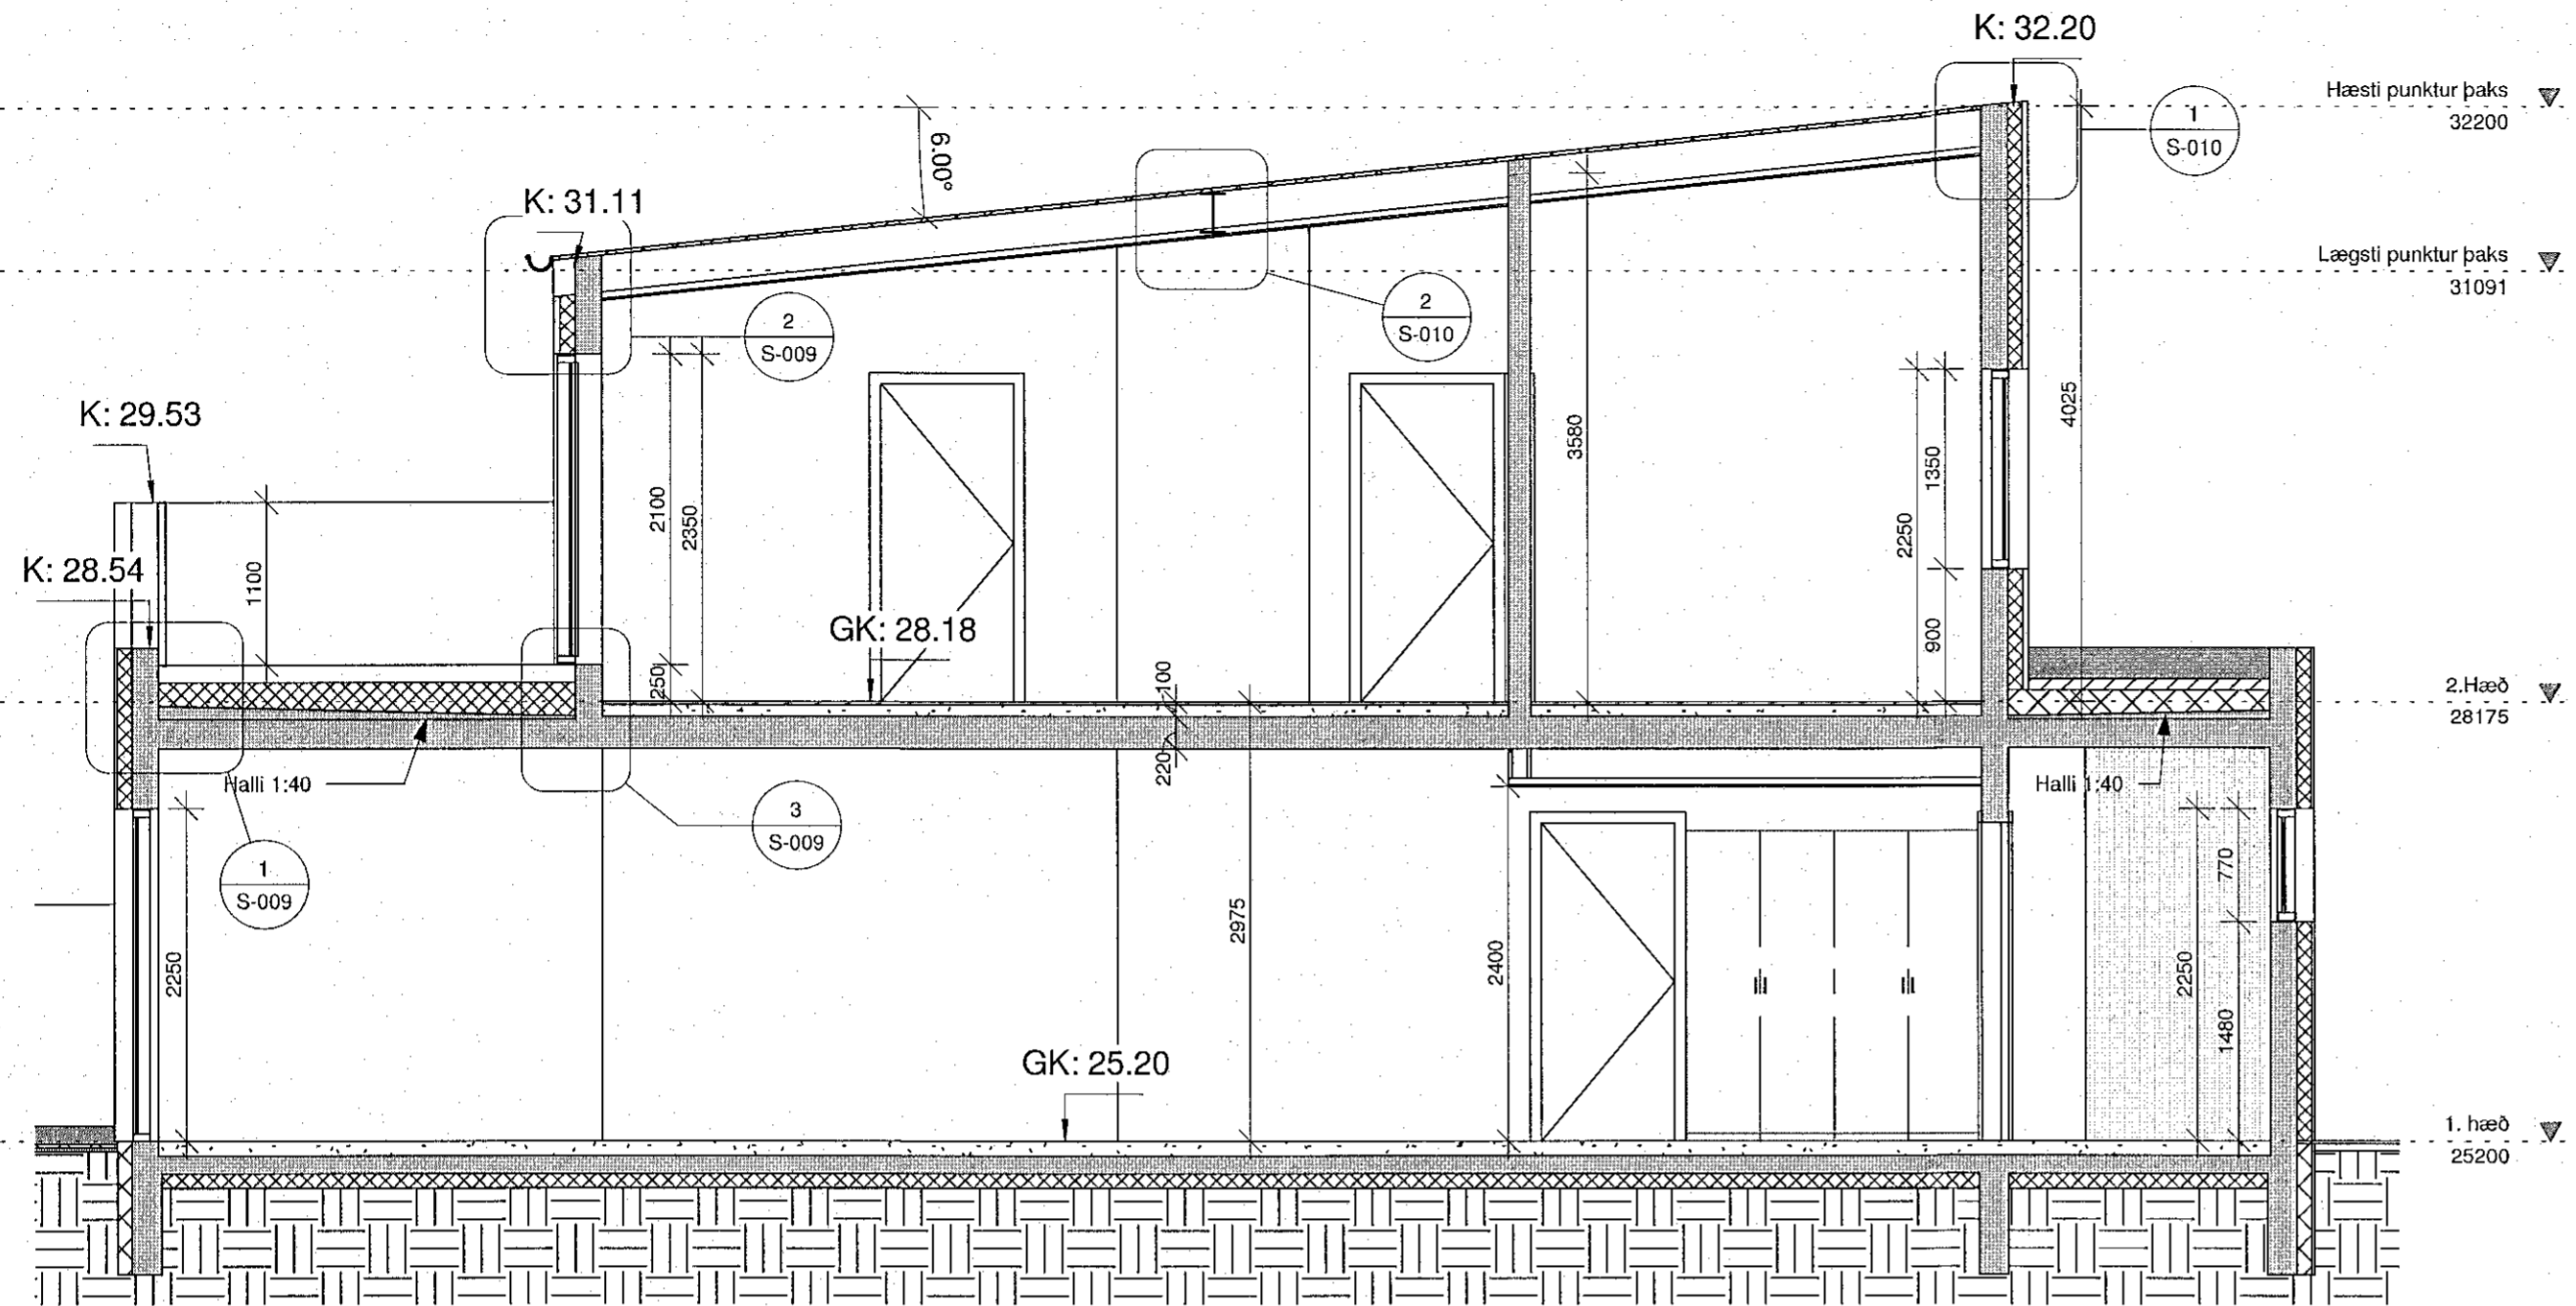 K: 32.20
Hæsti punktur þaks
32200
1
S-010
6.00°
K: 31.11
Lægsti punktur þaks
31091
2
S-009
2
S-010
K: 29.53
4025
3580
1350
2250
2100
2350
1100
K: 28.54
GK: 28.18
900
250
100
2.Hæð
28175
220
Halli 1:40
Halli 1:40
3
S-009
1
S-009
770
2250
2975
2400
2250
1480
GK: 25.20
1. hæð
25200